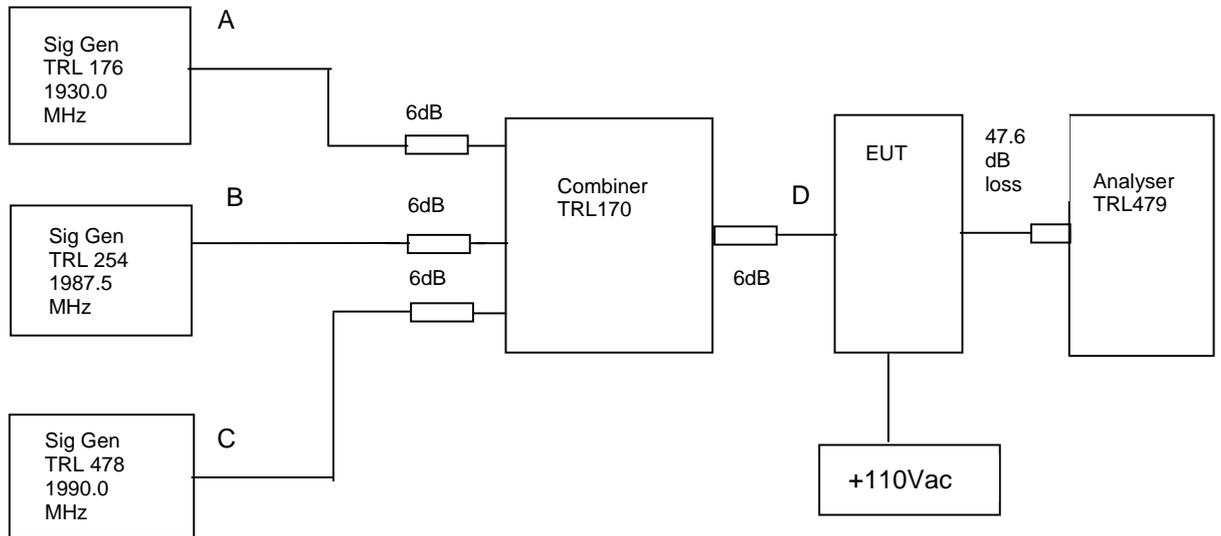 A
Sig Gen
TRL 176
1930.0
MHz
6dB
B
Sig Gen
TRL 254
1987.5
MHz
6dB
C
Sig Gen
TRL 478
1990.0
MHz
6dB
Combiner
TRL170
D
6dB
EUT
+110Vac
47.6
dB
loss
Analyser
TRL479